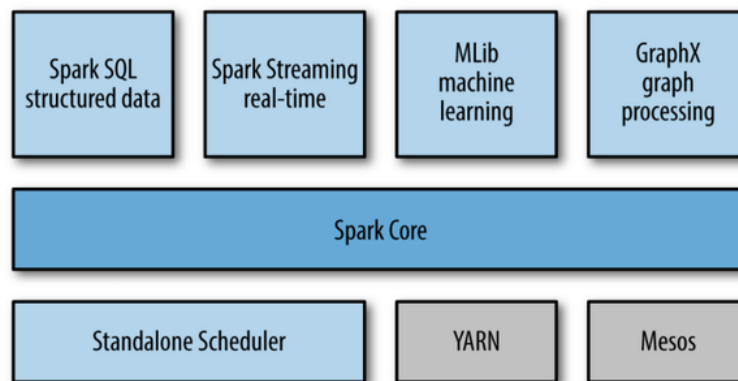 Spark SQL
structured data
Spark Streaming
real-time
MLib
machine
learning
GraphX
graph
processing
Spark Core
Standalone Scheduler
YARN
Mesos